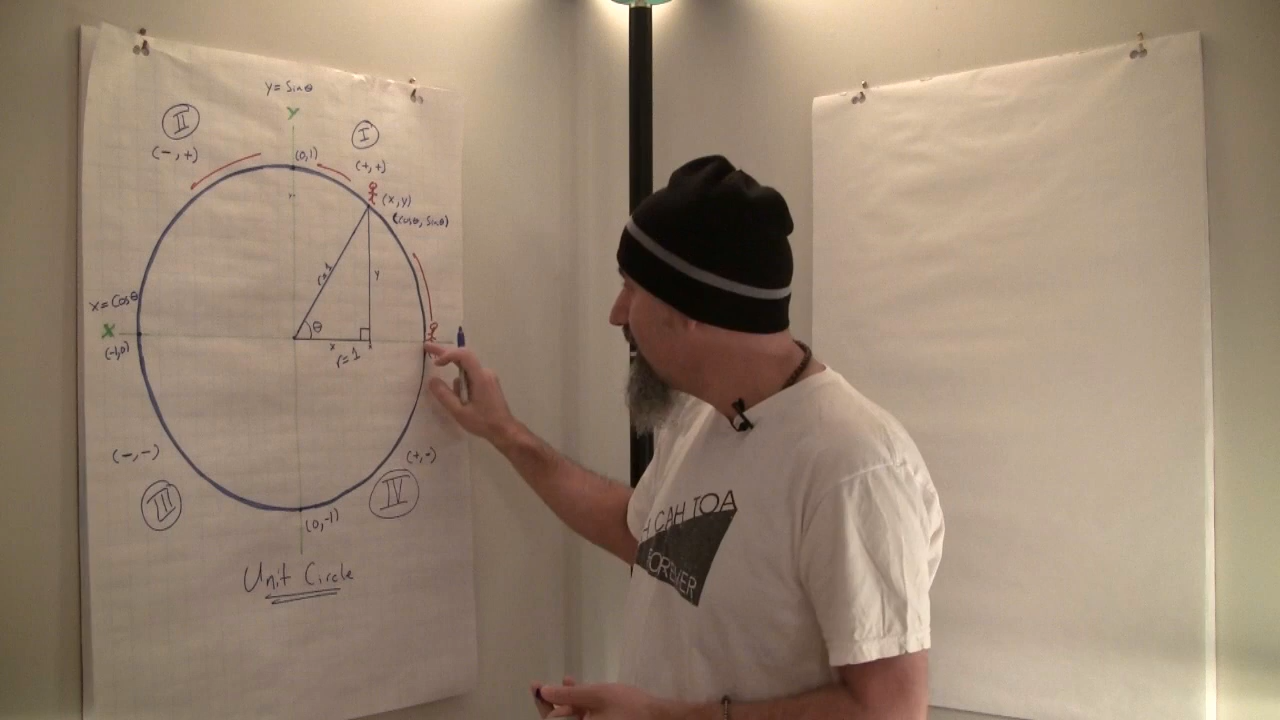 y = Sinθ
II
Y
I
(-,+)
(0,1)
(+,+)
(x,y)
(cosθ, Sinθ)
r=1
y
x = Cosθ
X
θ
(-1,0)
x
r=1
(-,-)
(+,-)
III
IV
(0,-1)
Unit Circle
H CAH TOA
FOREVER